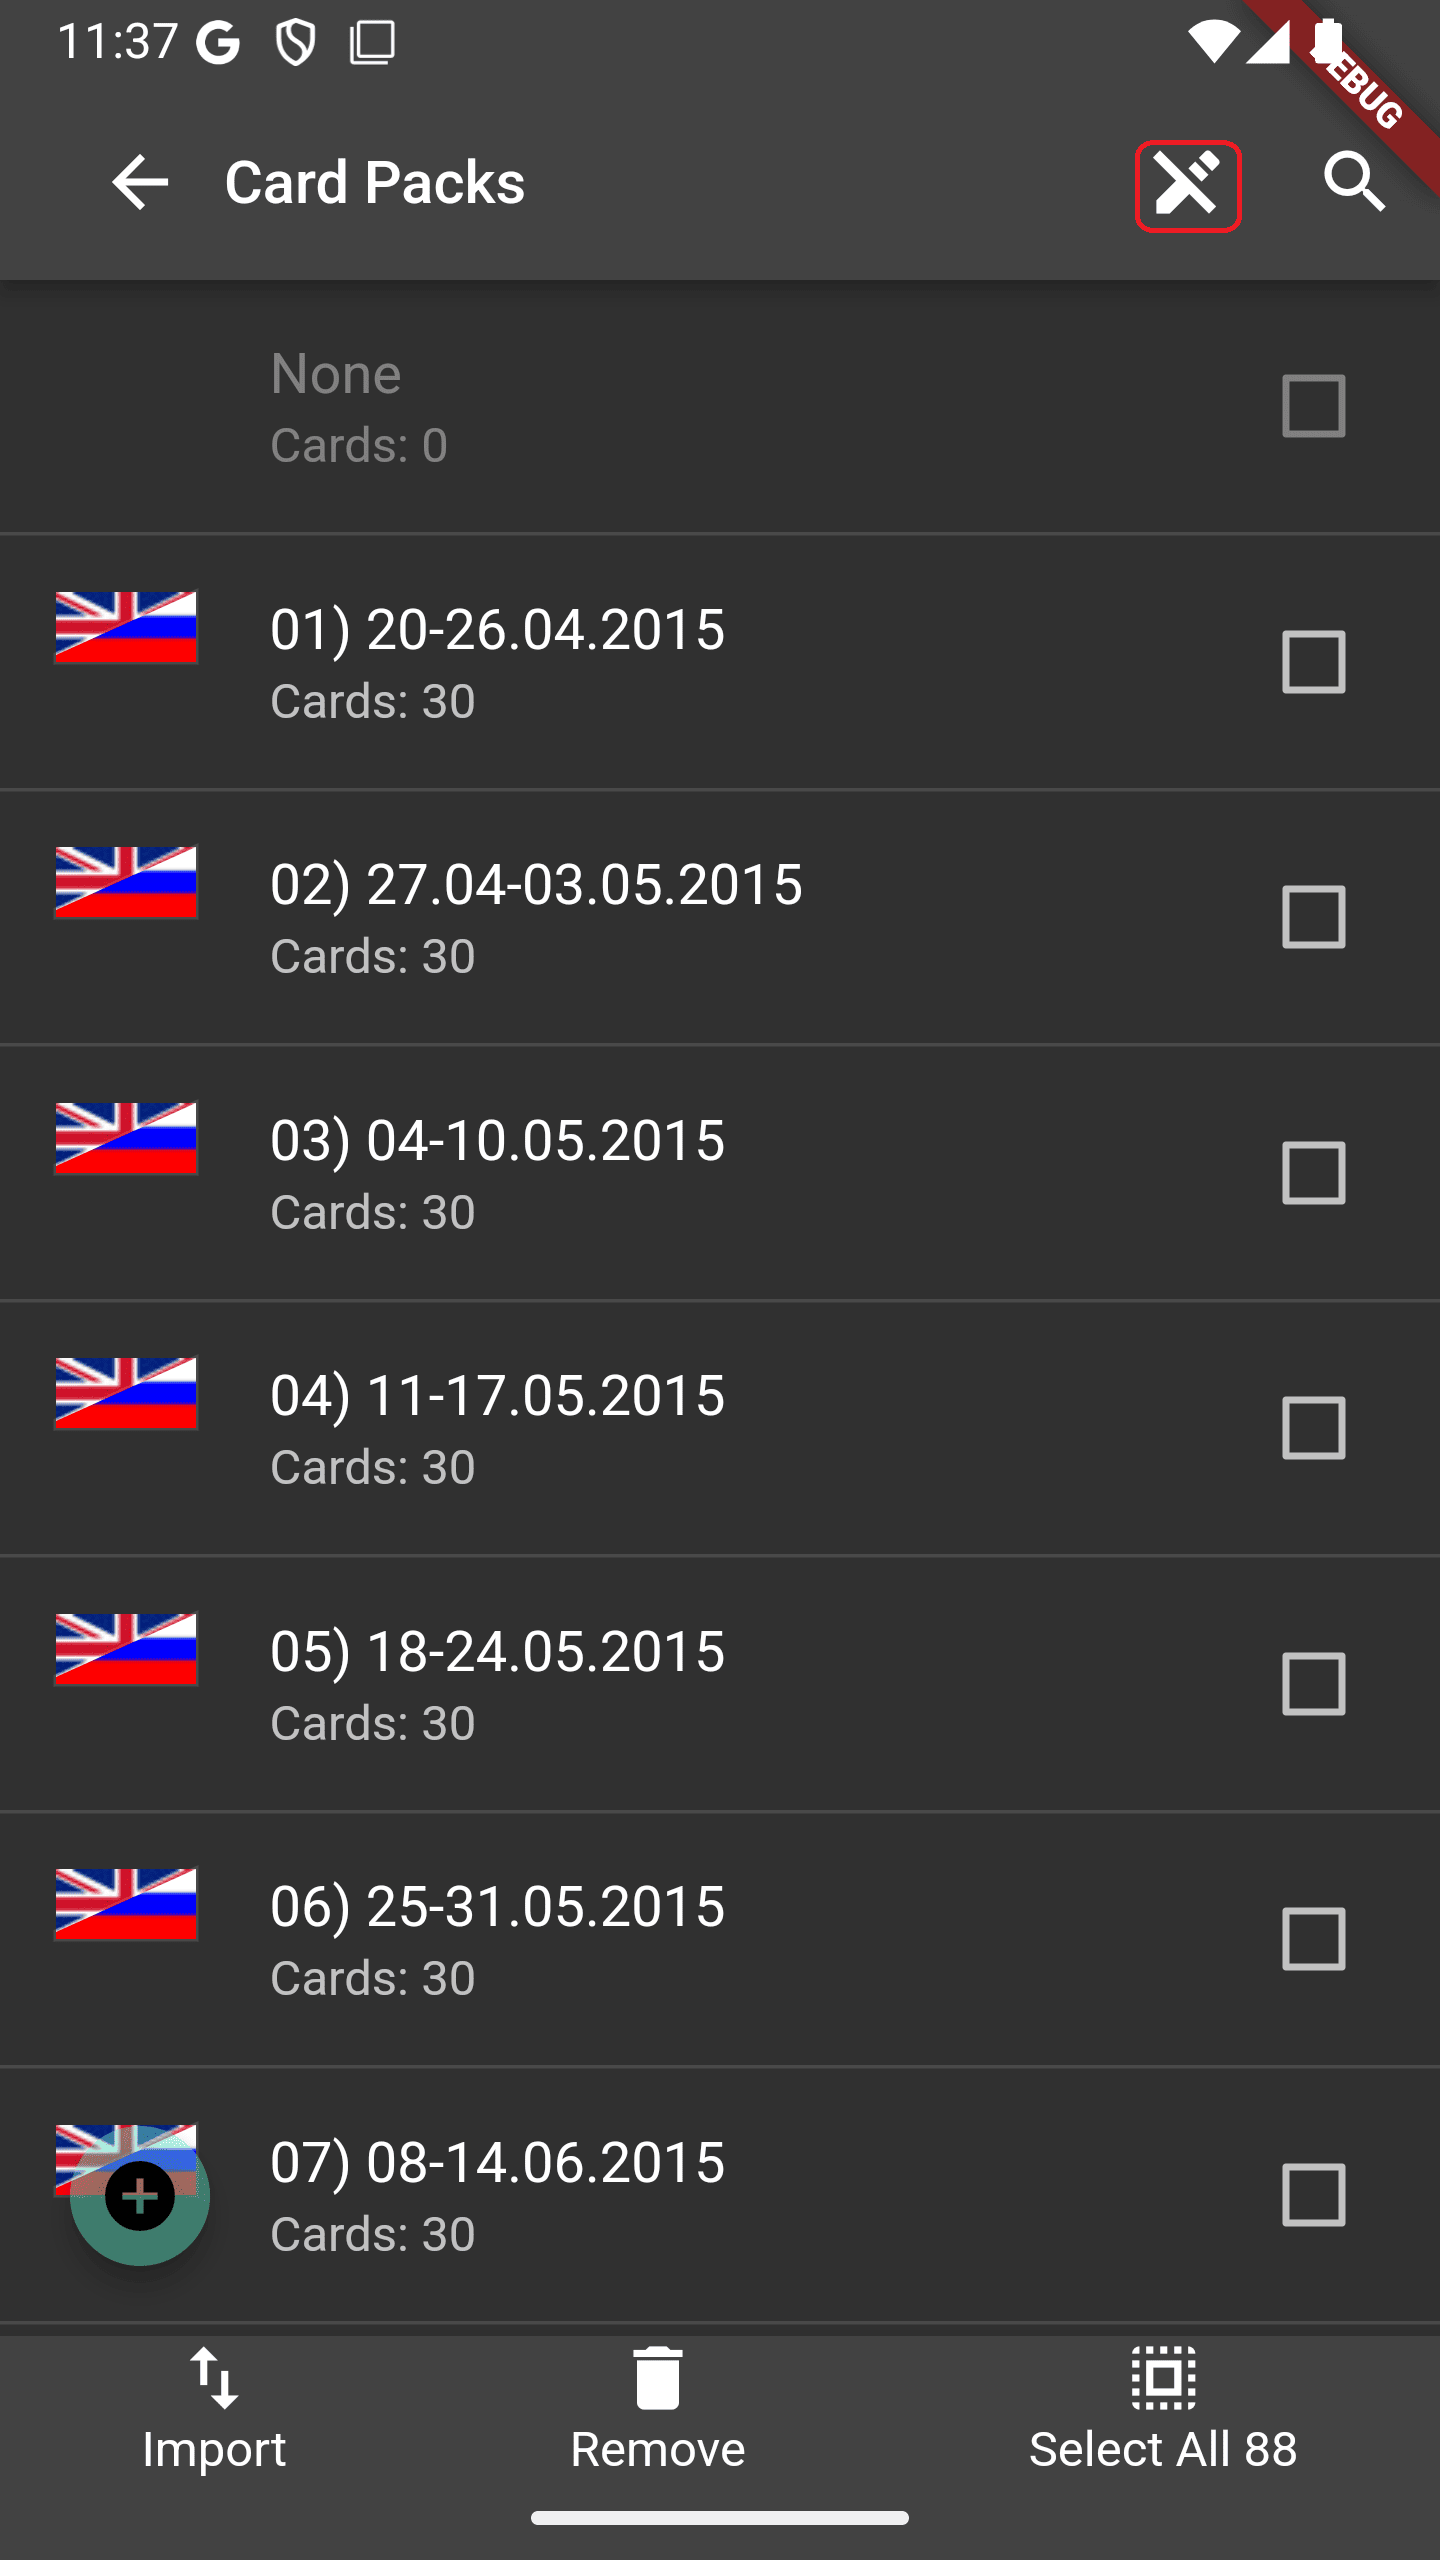 11:37
DEBUG
Card Packs
None
Cards: 0
01) 20-26.04.2015
Cards: 30
02) 27.04-03.05.2015
Cards: 30
03) 04-10.05.2015
Cards: 30
04) 11-17.05.2015
Cards: 30
05) 18-24.05.2015
Cards: 30
06) 25-31.05.2015
Cards: 30
07) 08-14.06.2015
Cards: 30
Import
Remove
Select All 88